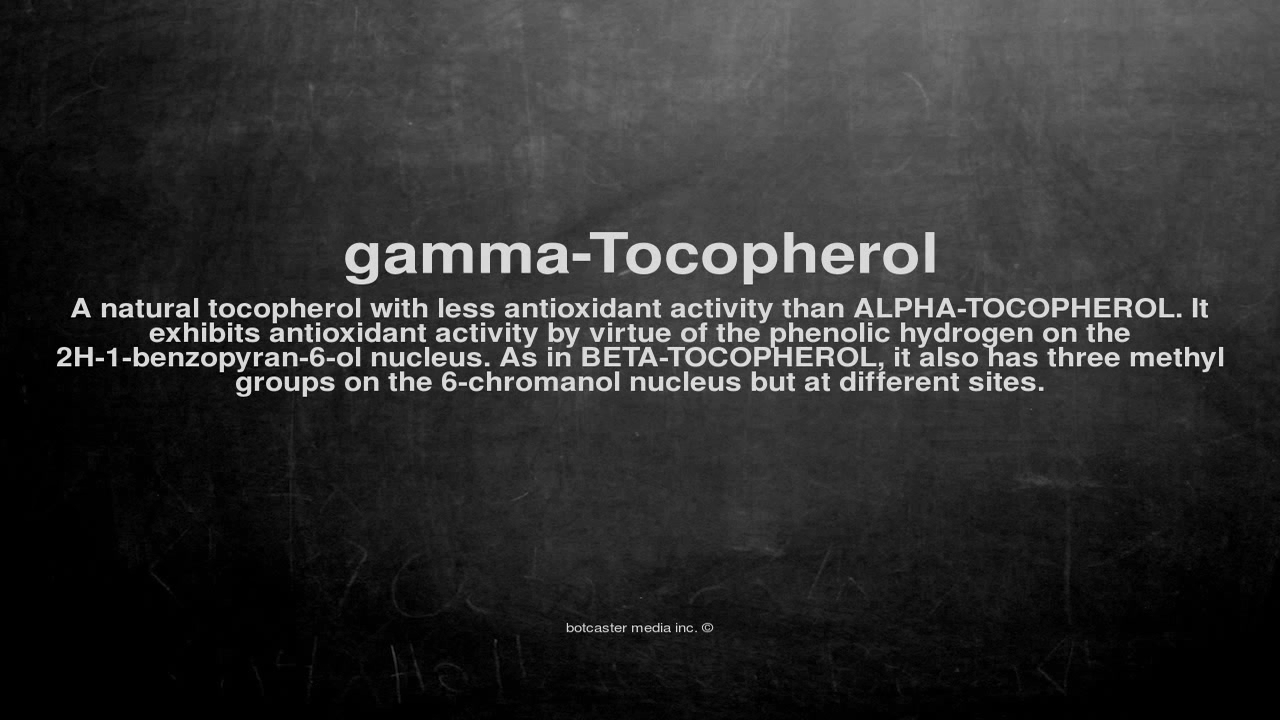 gamma-Tocopherol
A natural tocopherol with less antioxidant activity than ALPHA-TOCOPHEROL. It
exhibits antioxidant activity by virtue of the phenolic hydrogen on the
2H-1-benzopyran-6-ol nucleus. As in BETA-TOCOPHEROL, it also has three methyl
groups on the 6-chromanol nucleus but at different sites.
botcaster media inc. ©